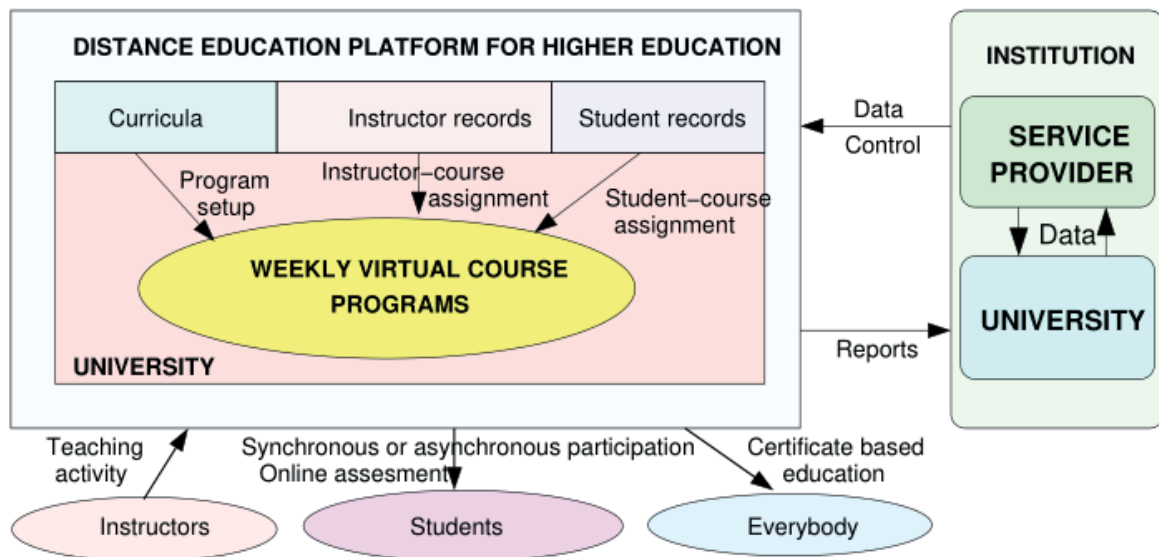 DISTANCE EDUCATION PLATFORM FOR HIGHER EDUCATION
Curricula
Instructor records
Student records
Program
setup
Instructor-course
assignment
Student-course
assignment
WEEKLY VIRTUAL COURSE
PROGRAMS
UNIVERSITY
Data
Control
Reports
INSTITUTION
SERVICE
PROVIDER
Data
UNIVERSITY
Teaching
activity
Synchronous or asynchronous participation
Online assesment
Certificate based
education
Instructors
Students
Everybody